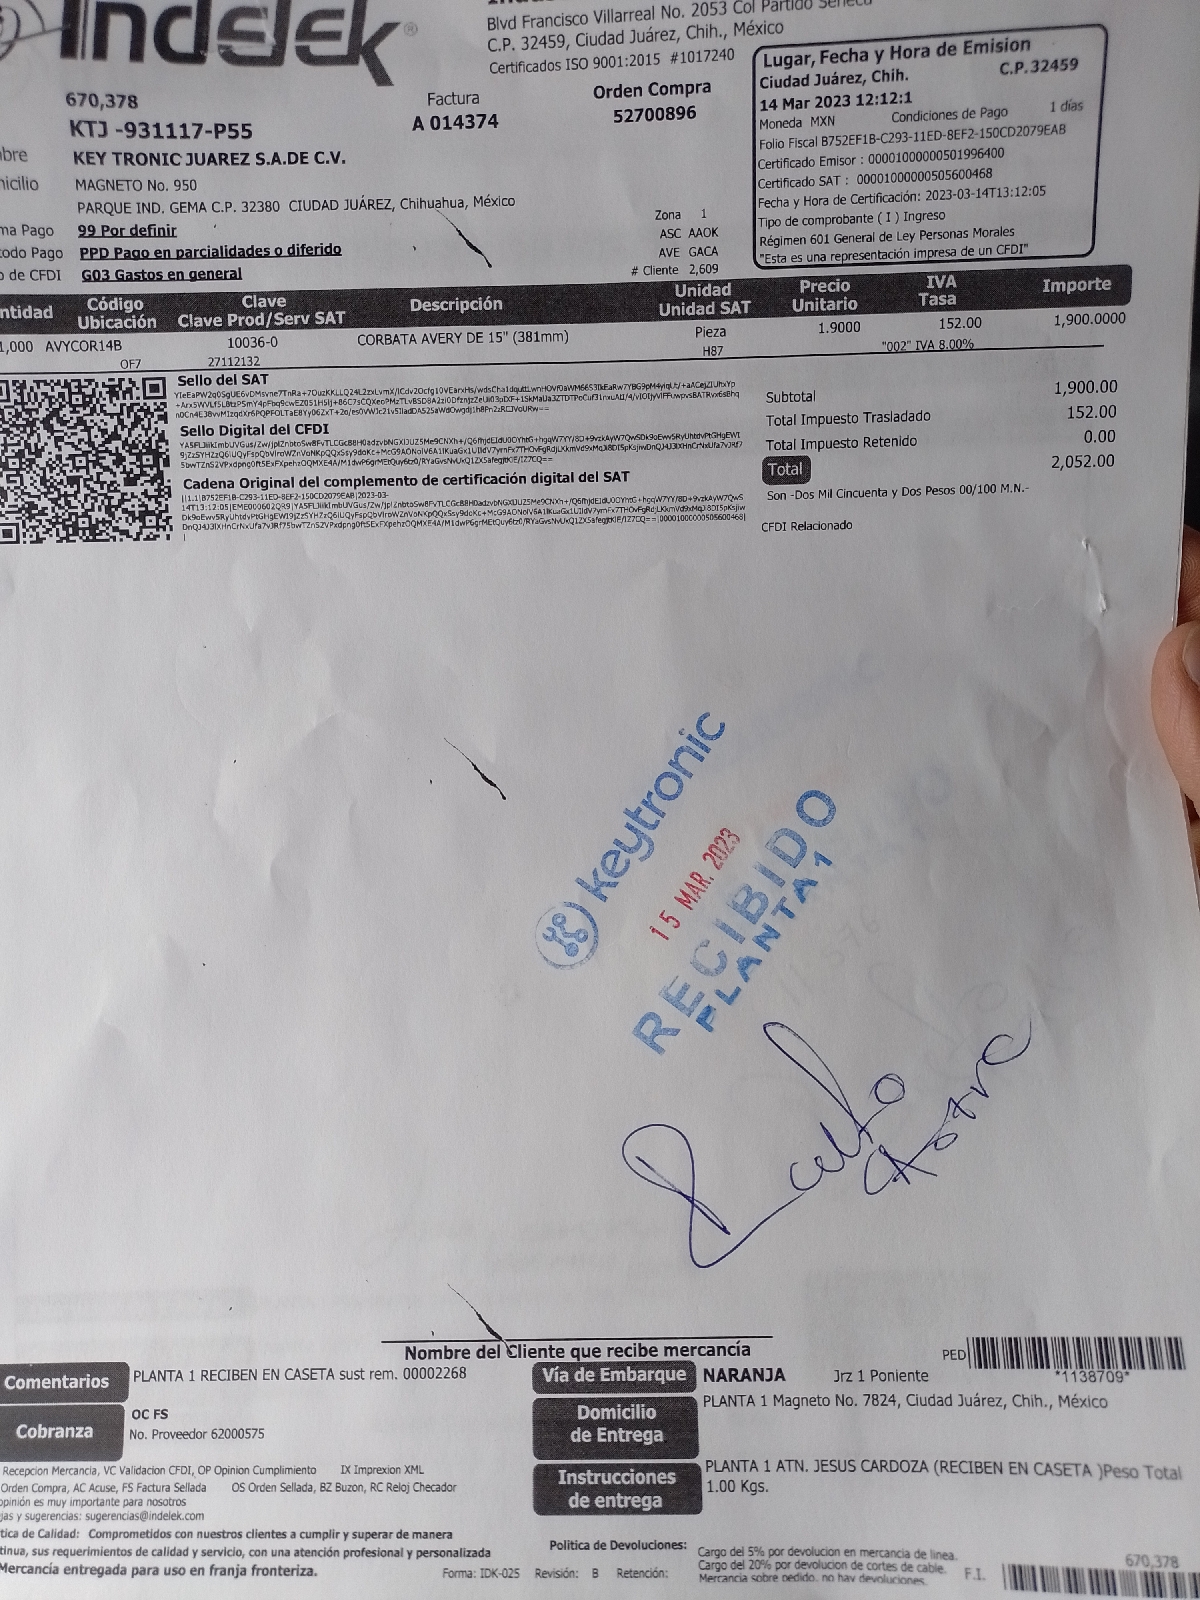 Indelek®
Blvd Francisco Villarreal No. 2053 Col Partido Senecú
C.P. 32459, Ciudad Juárez, Chih., México
Certificados ISO 9001:2015 #1017240
670,378
KTJ -931117-P55
Factura
A 014374
Orden Compra
52700896
Lugar, Fecha y Hora de Emision
Ciudad Juárez, Chih. C.P.32459
14 Mar 2023 12:12:1
Moneda MXN Condiciones de Pago 1 días
Folio Fiscal B752EF1B-C293-11ED-8EF2-150CD2079EAB
Certificado Emisor : 00001000000501996400
Certificado SAT : 00001000000505600468
Fecha y Hora de Certificación: 2023-03-14T13:12:05
Tipo de comprobante ( I ) Ingreso
Régimen 601 General de Ley Personas Morales
"Esta es una representación impresa de un CFDI"
bre KEY TRONIC JUAREZ S.A.DE C.V.
icilio MAGNETO No. 950
PARQUE IND. GEMA C.P. 32380 CIUDAD JUÁREZ, Chihuahua, México
ma Pago 99 Por definir
todo Pago PPD Pago en parcialidades o diferido
o de CFDI G03 Gastos en general
Zona 1
ASC AAOK
AVE GACA
# Cliente 2,609
ntidad Código Ubicación Clave Clave Prod/Serv SAT Descripción Unidad Unidad SAT Precio Unitario IVA Tasa Importe
1,000 AVYCOR14B 10036-0 CORBATA AVERY DE 15" (381mm) Pieza 1.9000 152.00 1,900.0000
OF7 27112132 H87 "002" IVA 8.00%
Sello del SAT
Sello Digital del CFDI
Cadena Original del complemento de certificación digital del SAT
Subtotal 1,900.00
Total Impuesto Trasladado 152.00
Total Impuesto Retenido 0.00
Total 2,052.00
Son -Dos Mil Cincuenta y Dos Pesos 00/100 M.N.-
CFDI Relacionado
keytronic
15 MAR. 2023
RECIBIDO
PLANTA 1
Nombre del Cliente que recibe mercancía
PED
*1138709*
Comentarios PLANTA 1 RECIBEN EN CASETA sust rem. 00002268
Cobranza OC FS
No. Proveedor 62000575
Vía de Embarque NARANJA Jrz 1 Poniente
Domicilio de Entrega PLANTA 1 Magneto No. 7824, Ciudad Juárez, Chih., México
Instrucciones de entrega PLANTA 1 ATN. JESUS CARDOZA (RECIBEN EN CASETA )Peso Total
1.00 Kgs.
Recepcion Mercancia, VC Validacion CFDI, OP Opinion Cumplimiento IX Imprexion XML
Orden Compra, AC Acuse, FS Factura Sellada OS Orden Sellada, BZ Buzon, RC Reloj Checador
opinión es muy importante para nosotros
jas y sugerencias: sugerencias@indelek.com
tica de Calidad: Comprometidos con nuestros clientes a cumplir y superar de manera
tinua, sus requerimientos de calidad y servicio, con una atención profesional y personalizada
Mercancía entregada para uso en franja fronteriza.
Forma: IDK-025 Revisión: B Retención:
Politica de Devoluciones: Cargo del 5% por devolucion en mercancia de linea.
Cargo del 20% por devolucion de cortes de cable.
Mercancia sobre pedido, no hay devoluciones.
F.I.
670,378